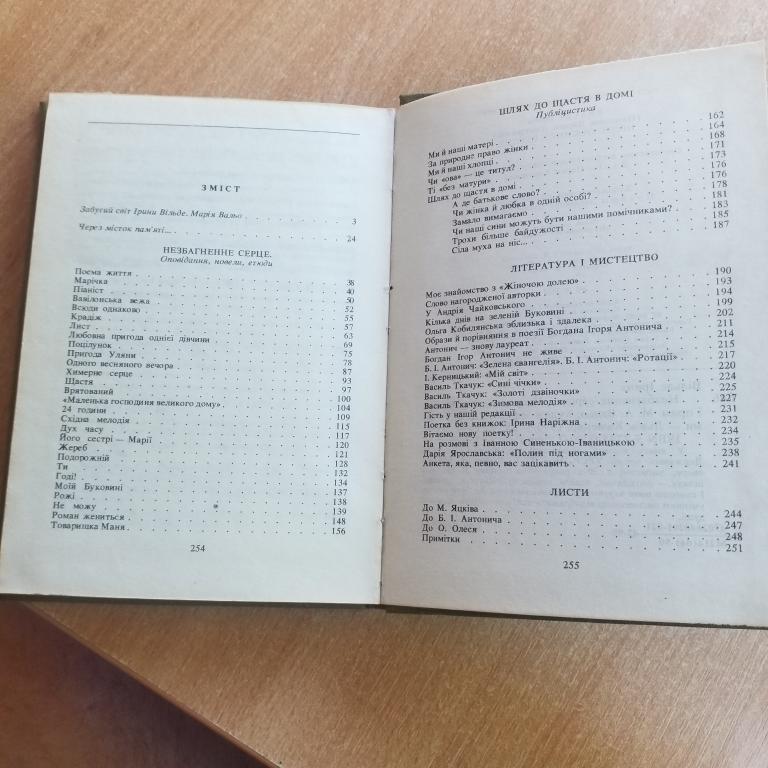 ЗМІСТ
Забутий світ Ірини Вільде. Марія Вальо . . . 3
Через місток пам'яті... . . . 24
НЕЗБАГНЕННЕ СЕРЦЕ.
Оповідання, новели, етюди
Поема життя . . . 38
Марічка . . . 40
Піаніст . . . 50
Вавілонська вежа . . . 52
Всюди однаково . . . 55
Крадіж . . . 57
Лист . . . 63
Любовна пригода однієї дівчини . . . 69
Поцілунок . . . 75
Пригода Уляни . . . 78
Одного весняного вечора . . . 87
Химерне серце . . . 93
Щастя . . . 97
Врятований . . . 100
«Маленька господиня великого дому» . . . 104
24 години . . . 109
Східна мелодія . . . 115
Дух часу . . . 117
Його сестрі — Марії . . . 120
Жереб . . . 121
Подорожній . . . 128
Ти . . . 132
Годі! . . . 134
Моїй Буковині . . . 137
Рожі . . . 138
Не можу . . . 139
Роман жениться . . . 148
Товаришка Маня . . . 156
254
ШЛЯХ ДО ЩАСТЯ В ДОМІ
Публіцистика
Ми й наші матері . . . 162
За природне право жінки . . . 164
Ми й наші хлопці . . . 168
Чи «ова» — це титул? . . . 171
Ті «без матури» . . . 173
Шлях до щастя в домі . . . 176
А де батькове слово? . . . 176
Чи жінка й любка в одній особі? . . . 178
Замало вимагаємо . . . 181
Чи наші сини можуть бути нашими помічниками? . . . 183
Трохи більше байдужості . . . 185
Сіла муха на ніс... . . . 187
ЛІТЕРАТУРА І МИСТЕЦТВО
Моє знайомство з «Жіночою долею» . . . 190
Слово нагородженої авторки . . . 193
У Андрія Чайковського . . . 194
Кілька днів на зеленій Буковині . . . 199
Ольга Кобилянська зблизька і здалека . . . 202
Образи й порівняння в поезії Богдана Ігоря Антонича . . . 211
Антонич — знову лауреат . . . 214
Богдан Ігор Антонич не живе . . . 215
Б. І. Антонич: «Зелена євангелія», Б. І. Антонич: «Ротації» . . . 217
І. Керницький: «Мій світ» . . . 220
Василь Ткачук: «Сині чічки» . . . 224
Василь Ткачук: «Золоті дзвіночки» . . . 225
Василь Ткачук: «Зимова мелодія» . . . 227
Гість у нашій редакції . . . 231
Поетка без книжок: Ірина Наріжна . . . 232
Вітаємо нову поетку! . . . 234
На розмові з Іванною Синенькою-Іваницькою . . . 235
Дарія Ярославська: «Полин під ногами» . . . 238
Анкета, яка, певно, вас зацікавить . . . 241
ЛИСТИ
До М. Яцківа . . . 244
До Б. І. Антонича . . . 247
До О. Олеся . . . 248
Примітки . . . 251
255